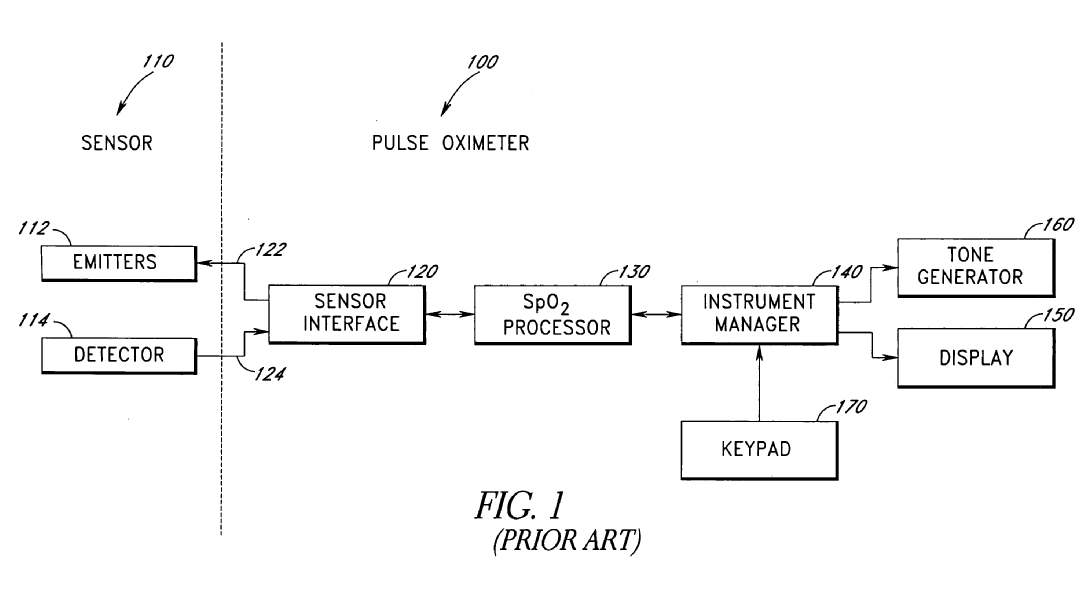 110
100
SENSOR
PULSE OXIMETER
112
EMITTERS
122
114
DETECTOR
124
120
SENSOR
INTERFACE
130
SpO2
PROCESSOR
140
INSTRUMENT
MANAGER
160
TONE
GENERATOR
150
DISPLAY
170
KEYPAD
FIG. 1
(PRIOR ART)